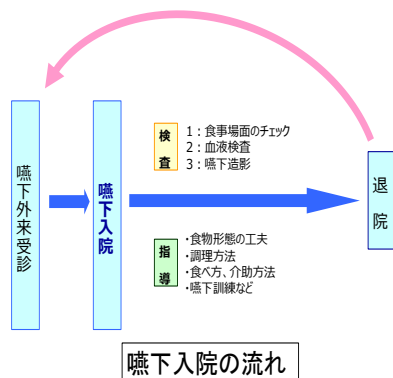 嚥下外来受診
嚥下入院
検査
1：食事場面のチェック
2：血液検査
3：嚥下造影
指導
・食物形態の工夫
・調理方法
・食べ方、介助方法
・嚥下訓練など
退院
嚥下入院の流れ